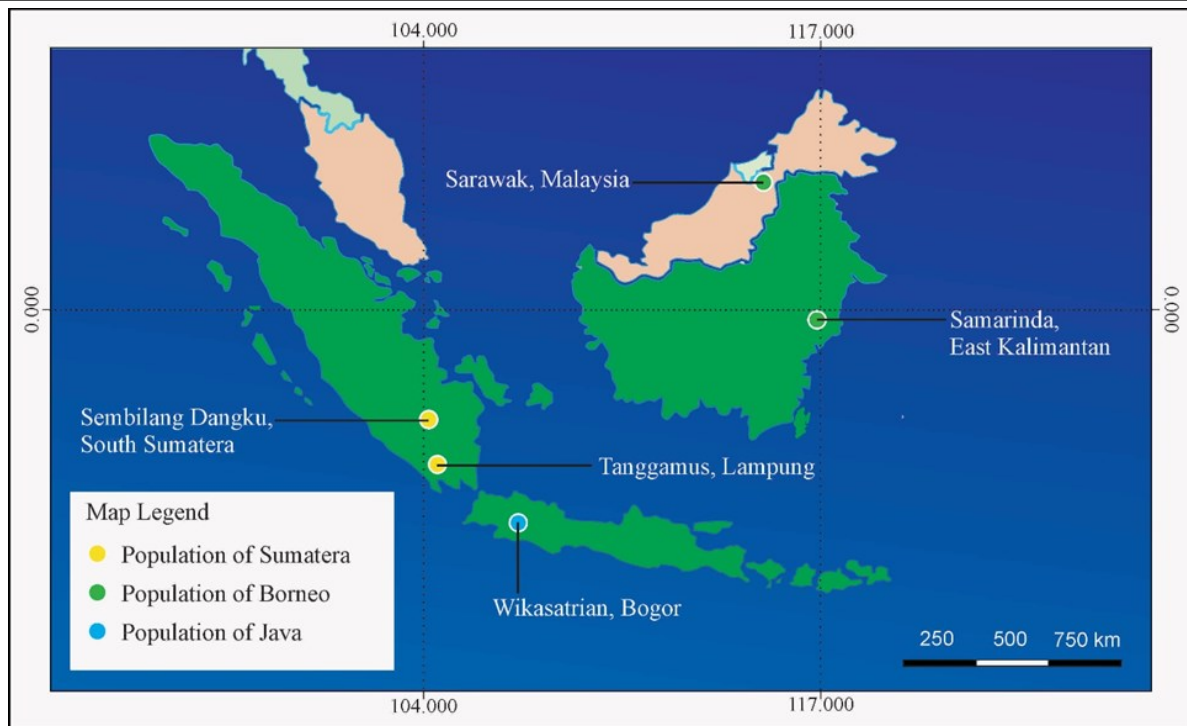 104.000
117.000
Sarawak, Malaysia
0.000
0.000
Samarinda,
East Kalimantan
Sembilang Dangku,
South Sumatera
Tanggamus, Lampung
Map Legend
Population of Sumatera
Population of Borneo
Population of Java
Wikasatrian, Bogor
250
500
750 km
104.000
117.000